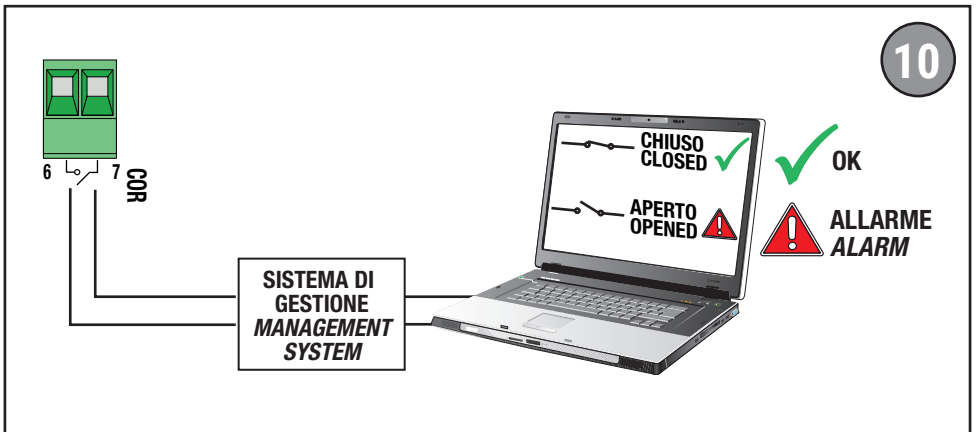 10
6
7
COR
CHIUSO
CLOSED
APERTO
OPENED
OK
ALLARME
ALARM
SISTEMA DI
GESTIONE
MANAGEMENT
SYSTEM